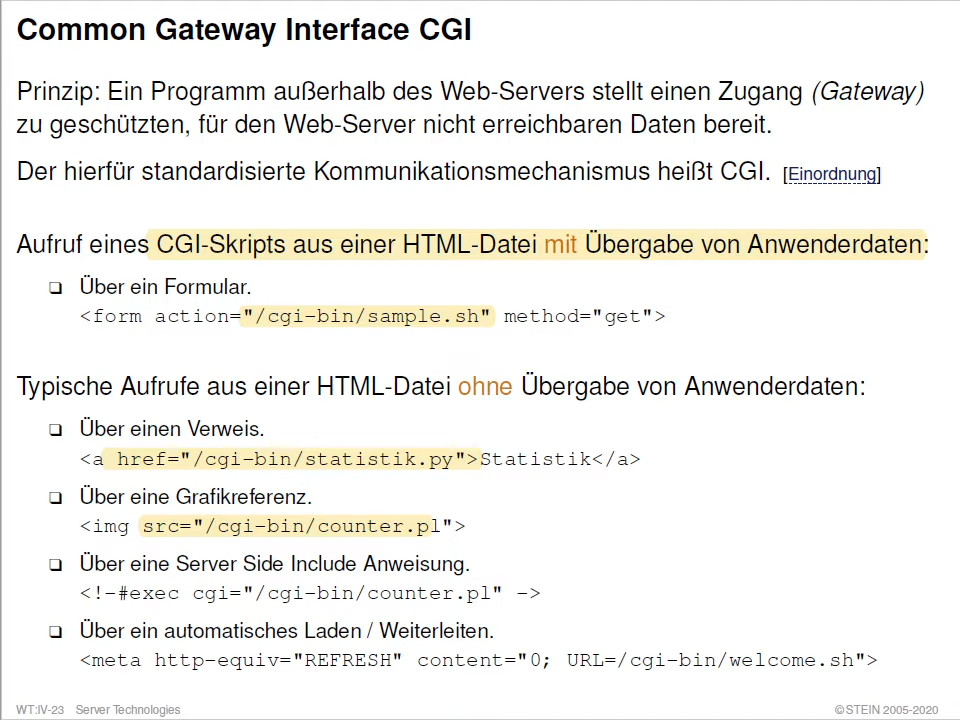 Common Gateway Interface CGI
Prinzip: Ein Programm außerhalb des Web-Servers stellt einen Zugang (Gateway)
zu geschützten, für den Web-Server nicht erreichbaren Daten bereit.
Der hierfür standardisierte Kommunikationsmechanismus heißt CGI. [Einordnung]
Aufruf eines CGI-Skripts aus einer HTML-Datei mit Übergabe von Anwenderdaten:
❑ Über ein Formular.
<form action="/cgi-bin/sample.sh" method="get">
Typische Aufrufe aus einer HTML-Datei ohne Übergabe von Anwenderdaten:
❑ Über einen Verweis.
<a href="/cgi-bin/statistik.py">Statistik</a>
❑ Über eine Grafikreferenz.
<img src="/cgi-bin/counter.pl">
❑ Über eine Server Side Include Anweisung.
<!-#exec cgi="/cgi-bin/counter.pl" ->
❑ Über ein automatisches Laden / Weiterleiten.
<meta http-equiv="REFRESH" content="0; URL=/cgi-bin/welcome.sh">
WT:IV-23 Server Technologies
©STEIN 2005-2020